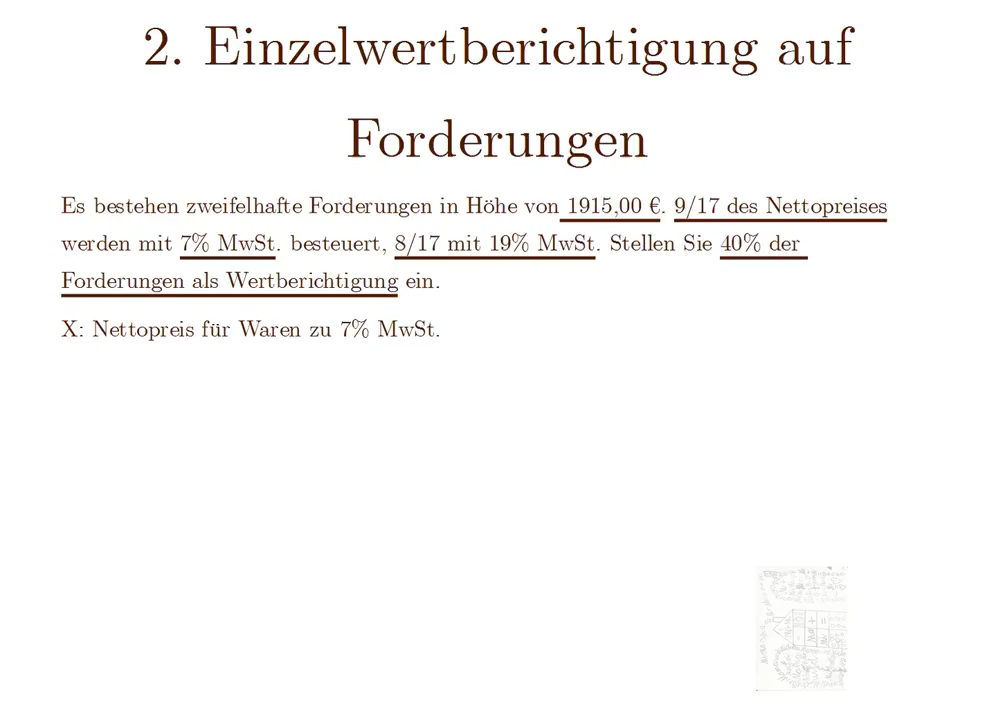 2. Einzelwertberichtigung auf
Forderungen
Es bestehen zweifelhafte Forderungen in Höhe von 1915,00 €. 9/17 des Nettopreises
werden mit 7% MwSt. besteuert, 8/17 mit 19% MwSt. Stellen Sie 40% der
Forderungen als Wertberichtigung ein.
X: Nettopreis für Waren zu 7% MwSt.